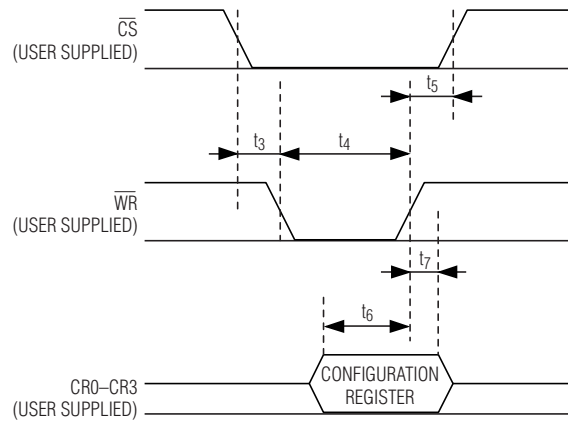 CS
(USER SUPPLIED)
t5
t3
t4
WR
(USER SUPPLIED)
t7
t6
CONFIGURATION
REGISTER
CR0–CR3
(USER SUPPLIED)